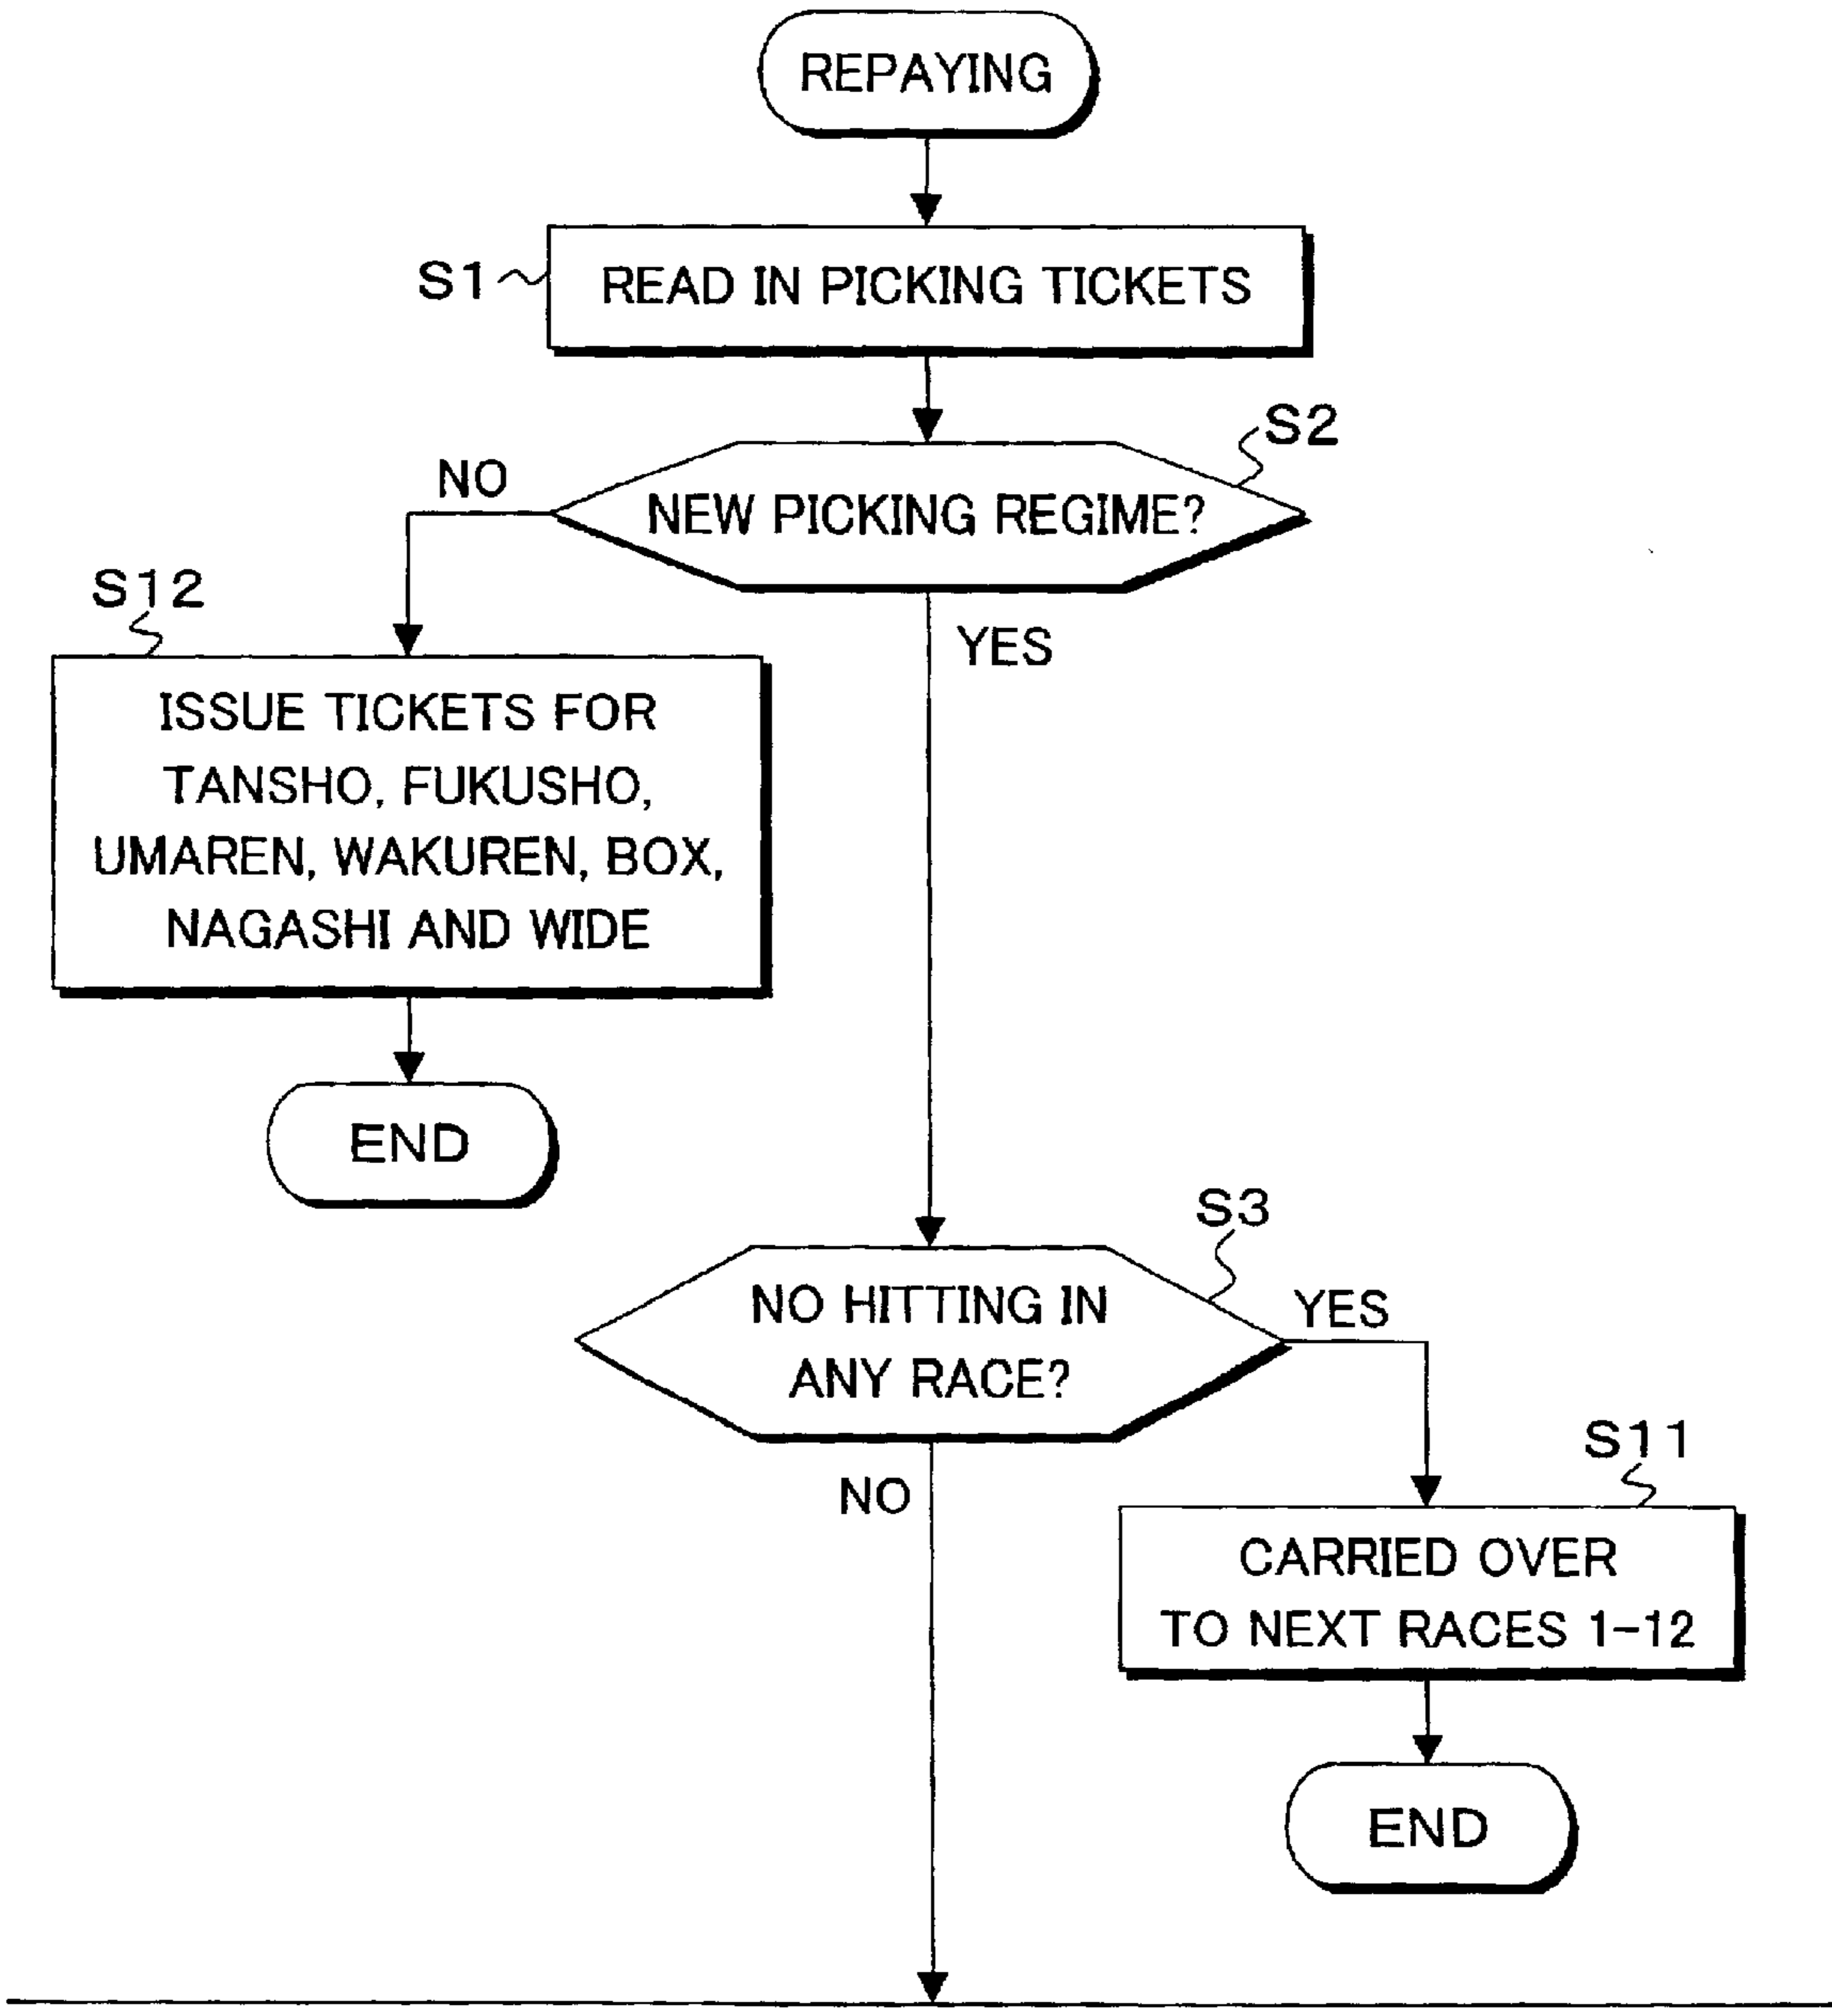 REPAYING
S1
READ IN PICKING TICKETS
S2
NO
NEW PICKING REGIME?
S12
YES
ISSUE TICKETS FOR
TANSHO, FUKUSHO,
UMAREN, WAKUREN, BOX,
NAGASHI AND WIDE
END
S3
NO HITTING IN
ANY RACE?
YES
NO
S11
CARRIED OVER
TO NEXT RACES 1-12
END